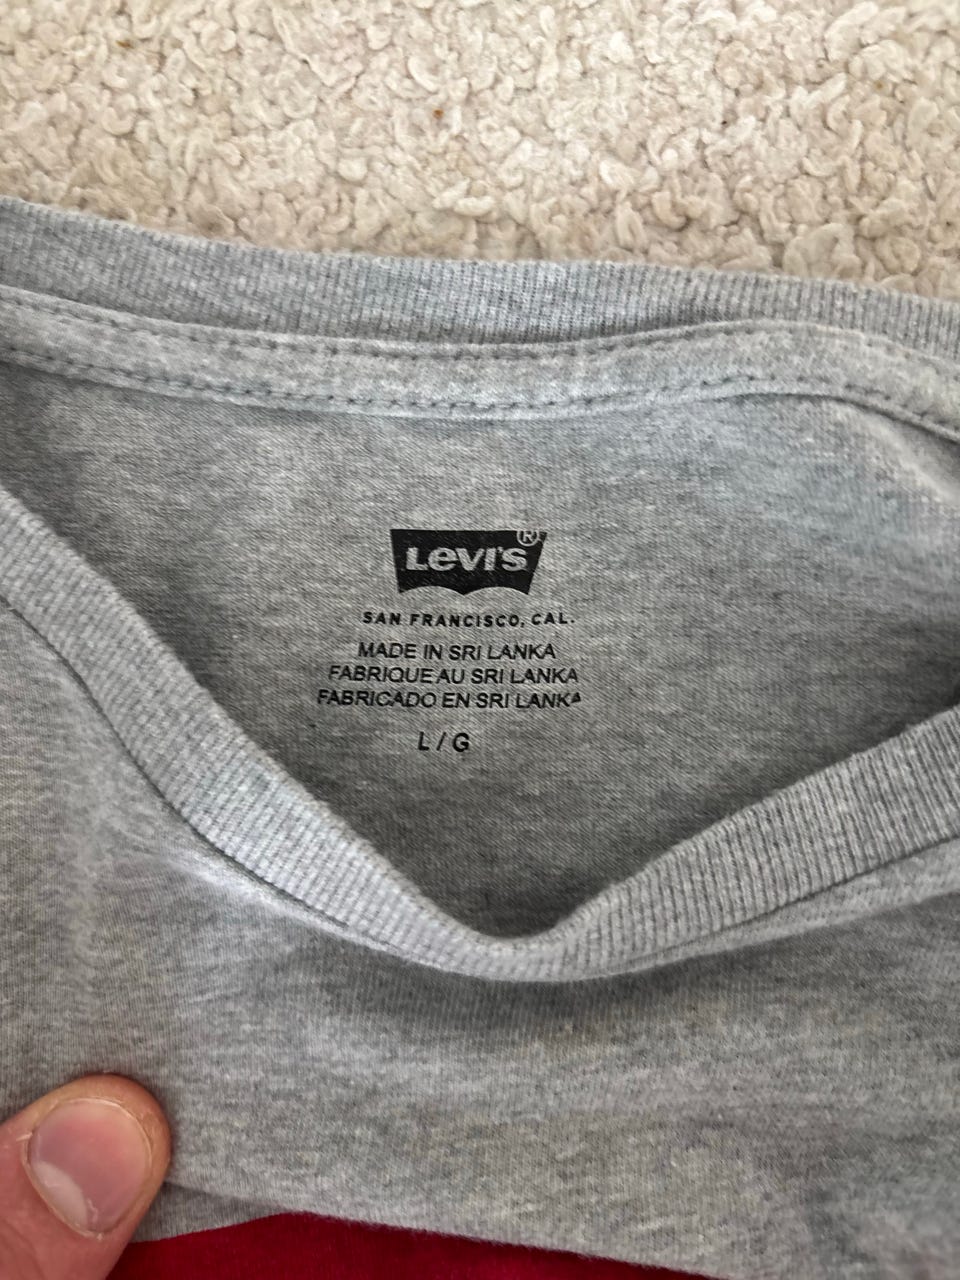 LEVI'S®
SAN FRANCISCO, CAL.
MADE IN SRI LANKA
FABRIQUE AU SRI LANKA
FABRICADO EN SRI LANKA
L / G